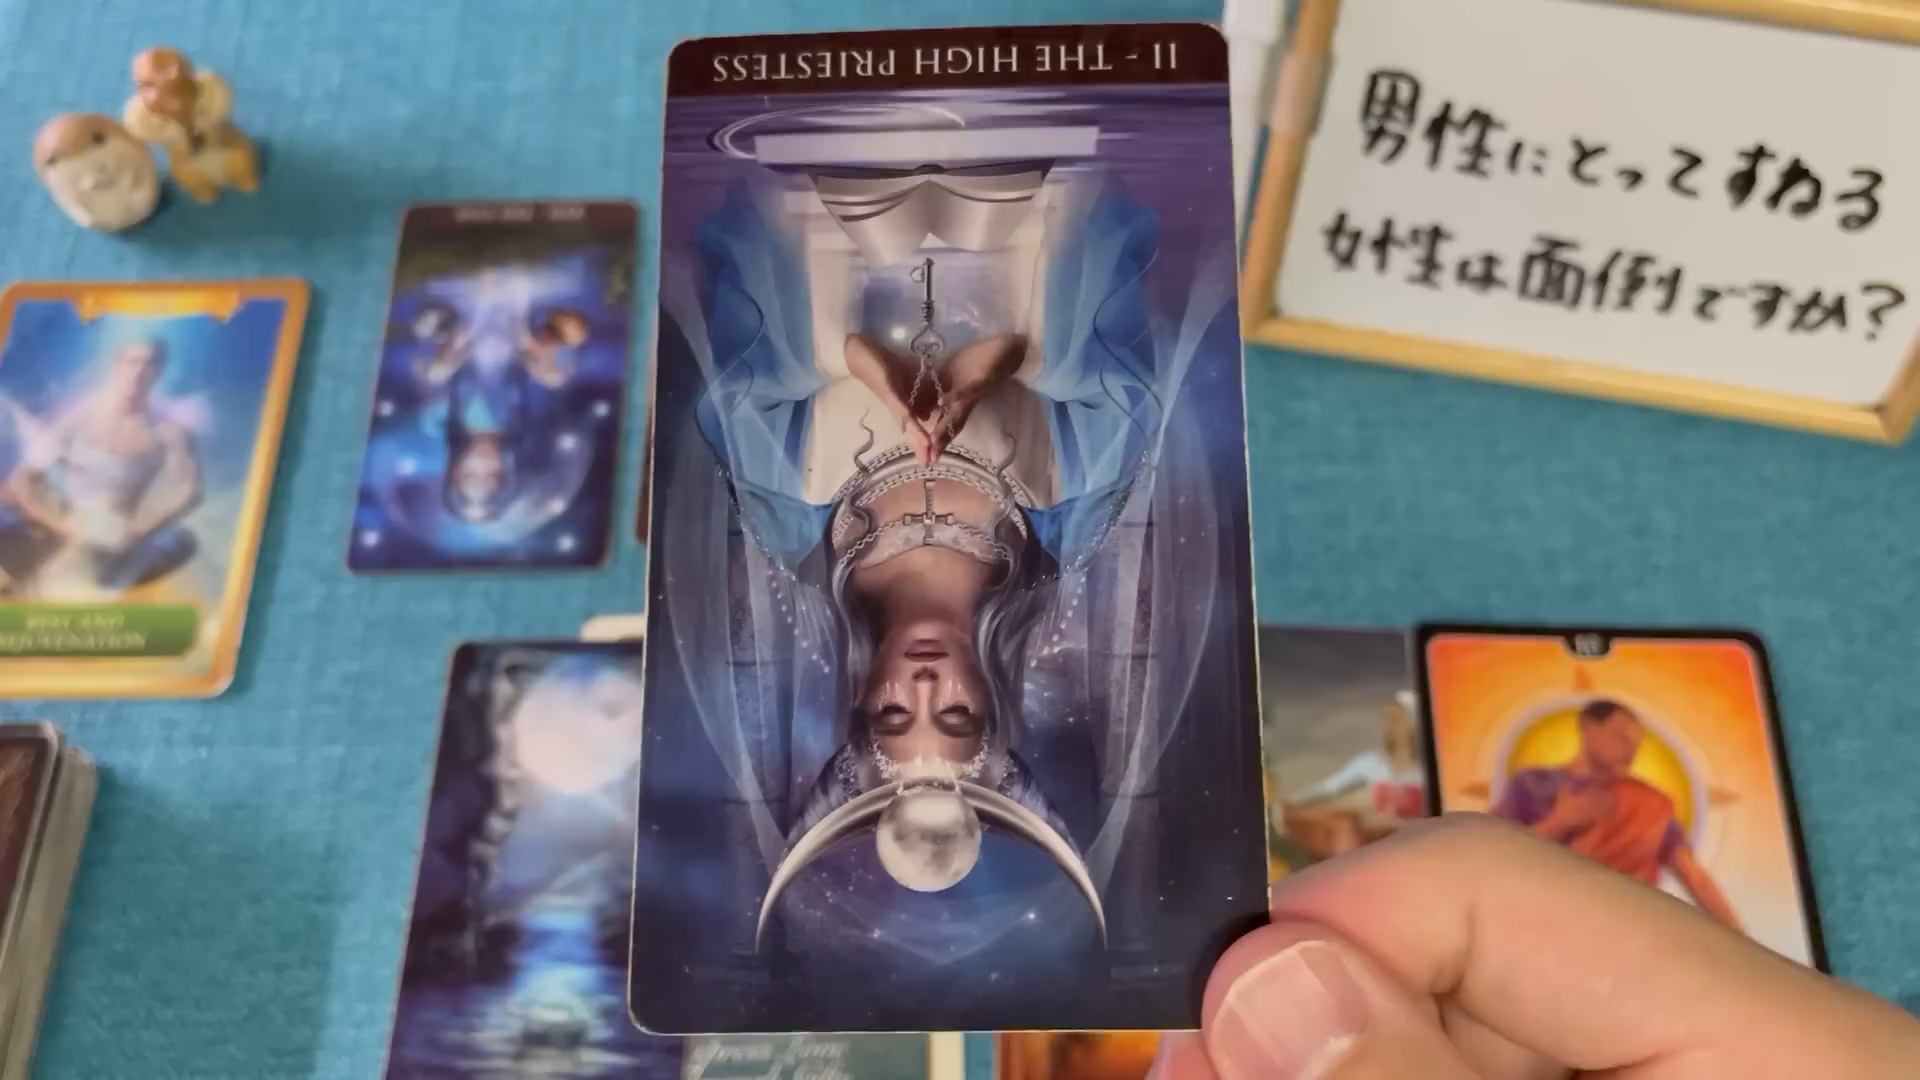 II - THE HIGH PRIESTESS
男性にとってすねる
女性は面倒ですか?
REST AND
REJUVENATION